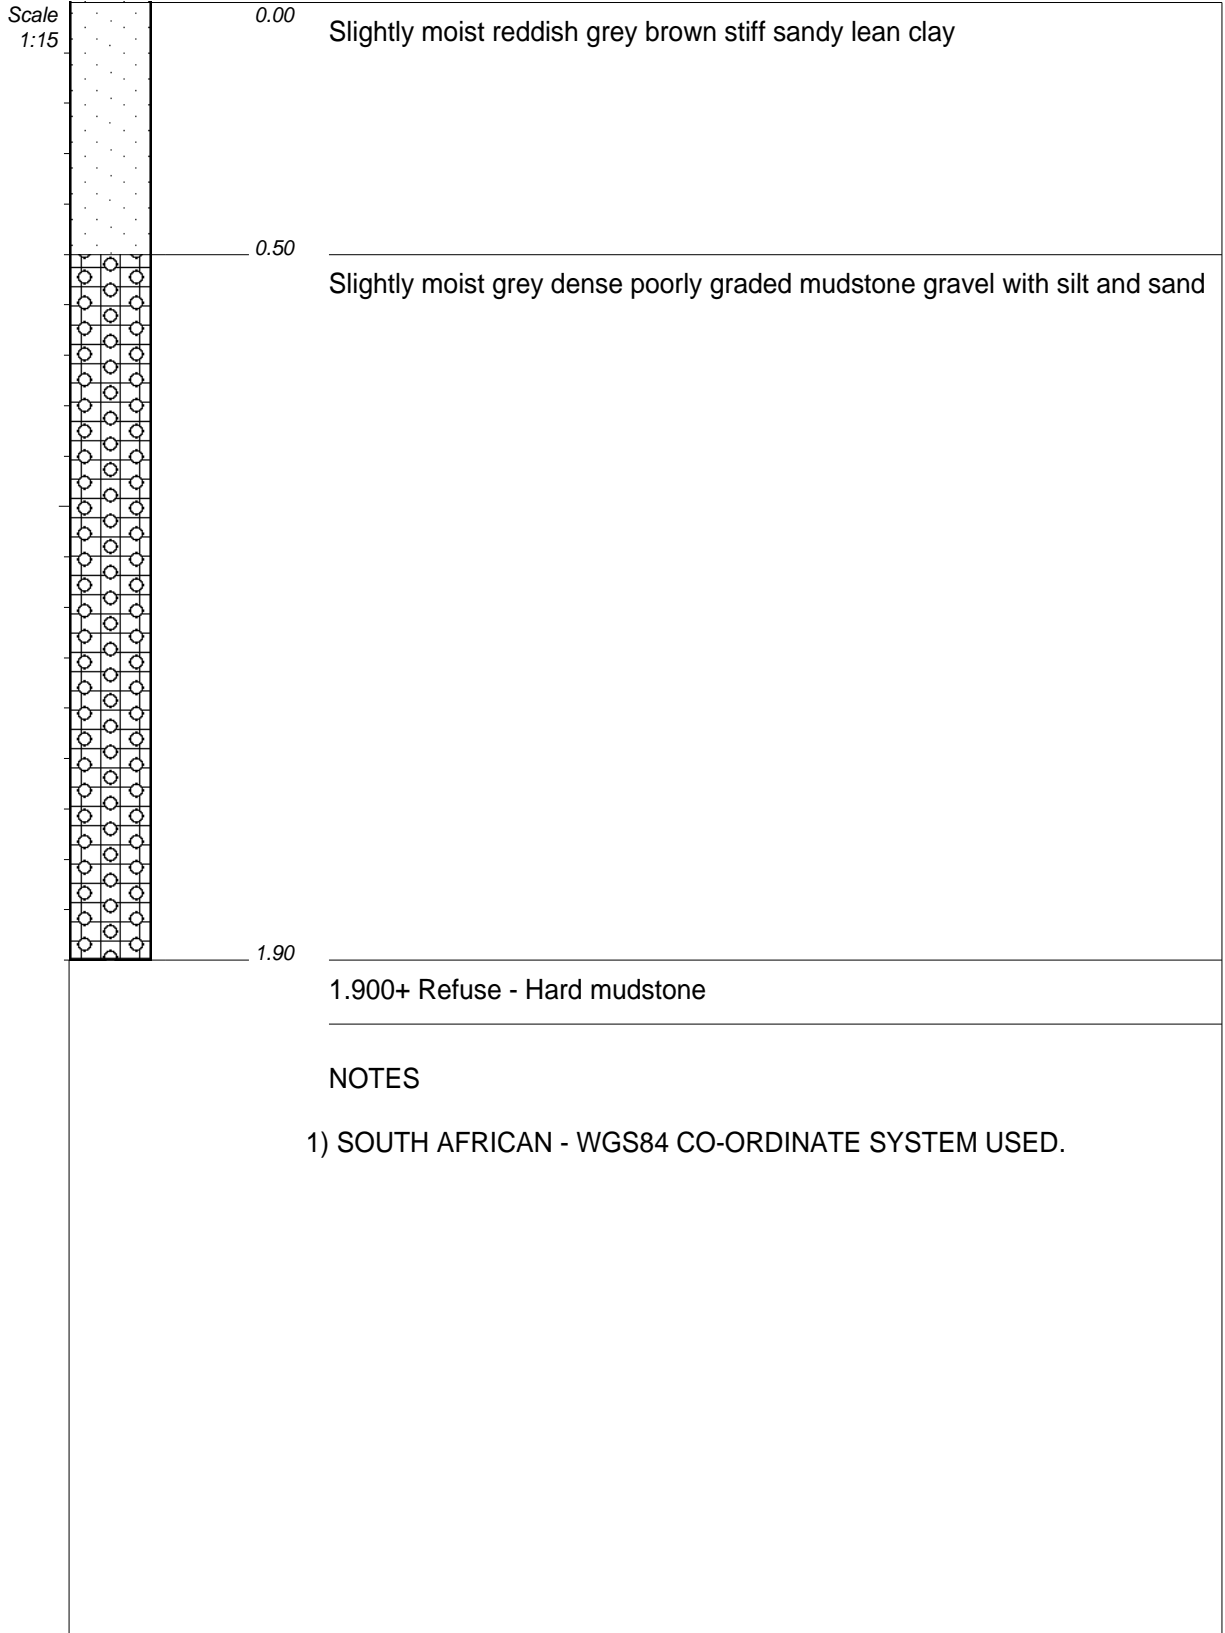 Scale
1:15
0.00
Slightly moist reddish grey brown stiff sandy lean clay
0.50
Slightly moist grey dense poorly graded mudstone gravel with silt and sand
1.90
1.900+ Refuse - Hard mudstone
NOTES
1) SOUTH AFRICAN - WGS84 CO-ORDINATE SYSTEM USED.